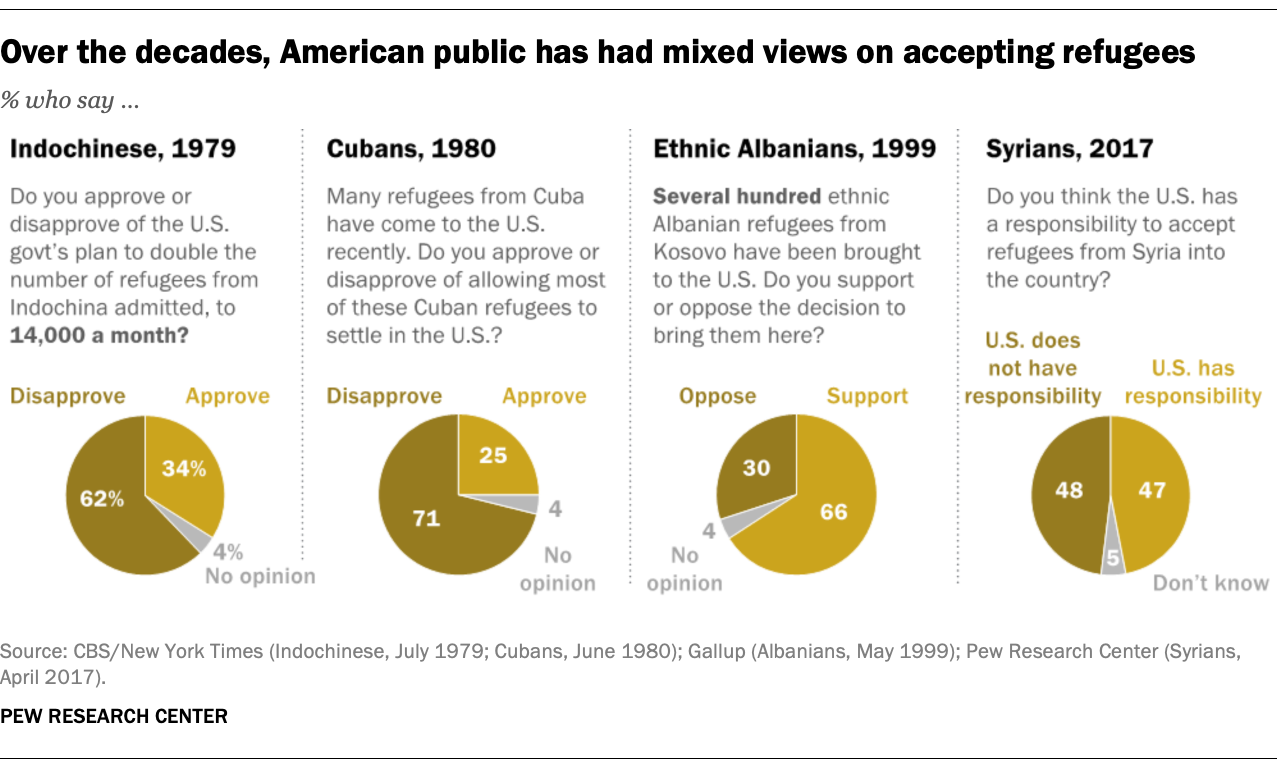 Over the decades, American public has had mixed views on accepting refugees
% who say ...
Indochinese, 1979
Do you approve or
disapprove of the U.S.
govt’s plan to double the
number of refugees from
Indochina admitted, to
14,000 a month?
Disapprove Approve
34%
62%
4%
No opinion
Cubans, 1980
Many refugees from Cuba
have come to the U.S.
recently. Do you approve or
disapprove of allowing most
of these Cuban refugees to
settle in the U.S.?
Disapprove Approve
25
71
4
No
opinion
Ethnic Albanians, 1999
Several hundred ethnic
Albanian refugees from
Kosovo have been brought
to the U.S. Do you support
or oppose the decision to
bring them here?
Oppose Support
30
66
4
No
opinion
Syrians, 2017
Do you think the U.S. has
a responsibility to accept
refugees from Syria into
the country?
U.S. does
not have
responsibility
U.S. has
responsibility
48 47
5
Don’t know
Source: CBS/New York Times (Indochinese, July 1979; Cubans, June 1980); Gallup (Albanians, May 1999); Pew Research Center (Syrians,
April 2017).
PEW RESEARCH CENTER